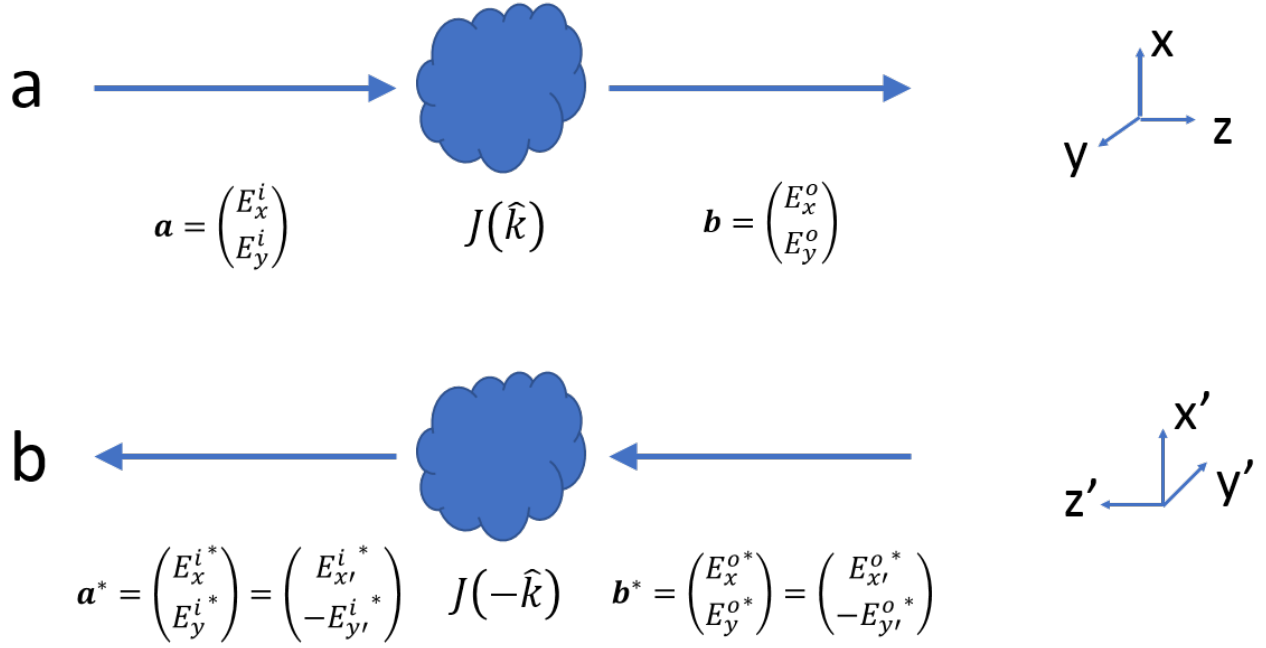 a
x
y
z
𝒂 = (E_x^i
E_y^i)
J(k̂)
𝒃 = (E_x^o
E_y^o)
b
x’
y’
z’
𝒂* = (E_x^i*
E_y^i*) = (E_x′^i*
−E_y′^i*)
J(−k̂)
𝒃* = (E_x^o*
E_y^o*) = (E_x′^o*
−E_y′^o*)